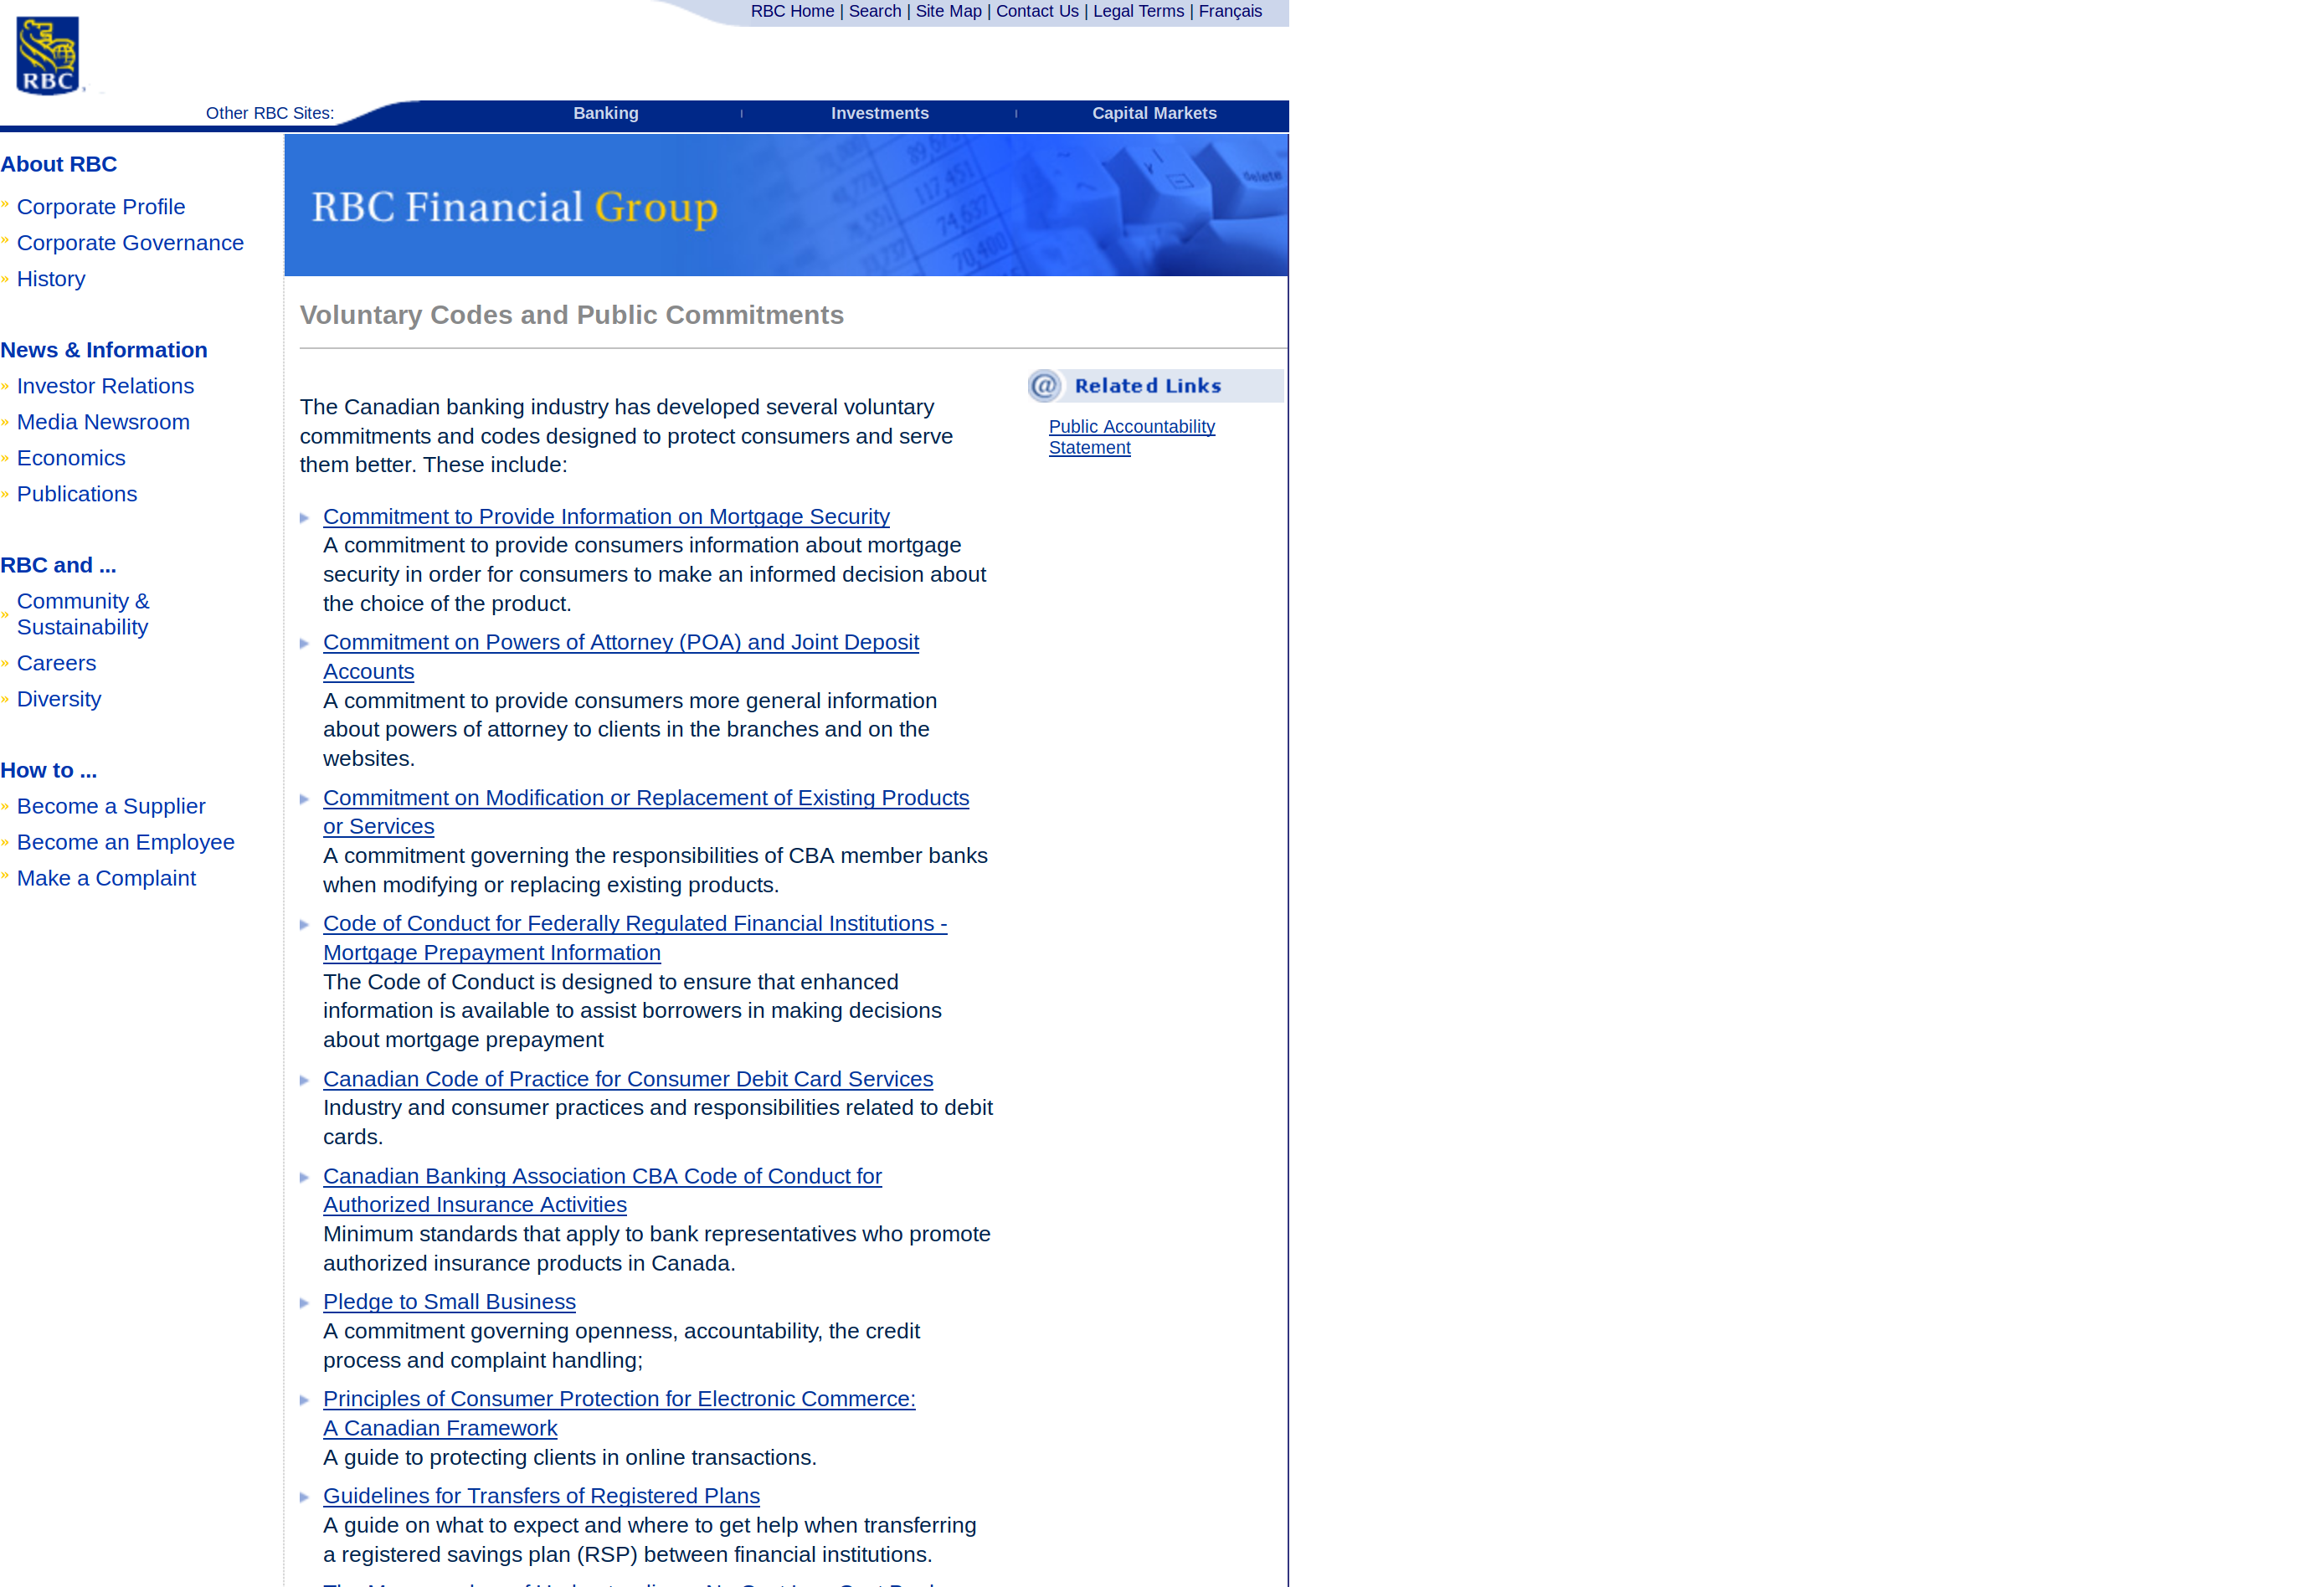 RBC Home | Search | Site Map | Contact Us | Legal Terms | Français
RBC
Other RBC Sites:
Banking | Investments | Capital Markets
About RBC
» Corporate Profile
» Corporate Governance
» History
News & Information
» Investor Relations
» Media Newsroom
» Economics
» Publications
RBC and ...
» Community &
Sustainability
» Careers
» Diversity
How to ...
» Become a Supplier
» Become an Employee
» Make a Complaint
RBC Financial Group
89,679
117,451
74,637
70,400
delete
Voluntary Codes and Public Commitments
The Canadian banking industry has developed several voluntary
commitments and codes designed to protect consumers and serve
them better. These include:
Commitment to Provide Information on Mortgage Security
A commitment to provide consumers information about mortgage
security in order for consumers to make an informed decision about
the choice of the product.
Commitment on Powers of Attorney (POA) and Joint Deposit
Accounts
A commitment to provide consumers more general information
about powers of attorney to clients in the branches and on the
websites.
Commitment on Modification or Replacement of Existing Products
or Services
A commitment governing the responsibilities of CBA member banks
when modifying or replacing existing products.
Code of Conduct for Federally Regulated Financial Institutions -
Mortgage Prepayment Information
The Code of Conduct is designed to ensure that enhanced
information is available to assist borrowers in making decisions
about mortgage prepayment
Canadian Code of Practice for Consumer Debit Card Services
Industry and consumer practices and responsibilities related to debit
cards.
Canadian Banking Association CBA Code of Conduct for
Authorized Insurance Activities
Minimum standards that apply to bank representatives who promote
authorized insurance products in Canada.
Pledge to Small Business
A commitment governing openness, accountability, the credit
process and complaint handling;
Principles of Consumer Protection for Electronic Commerce:
A Canadian Framework
A guide to protecting clients in online transactions.
Guidelines for Transfers of Registered Plans
A guide on what to expect and where to get help when transferring
a registered savings plan (RSP) between financial institutions.
Related Links
Public Accountability
Statement